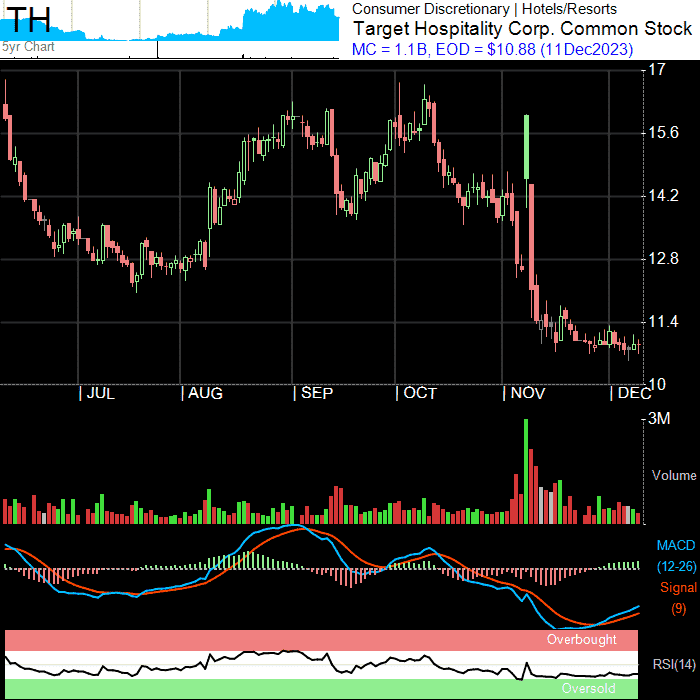 TH
5yr Chart
Consumer Discretionary | Hotels/Resorts
Target Hospitality Corp. Common Stock
MC = 1.1B, EOD = $10.88 (11Dec2023)
17
15.6
14.2
12.8
11.4
10
JUL
AUG
SEP
OCT
NOV
DEC
3M
Volume
MACD
(12-26)
Signal
(9)
Overbought
RSI(14)
Oversold